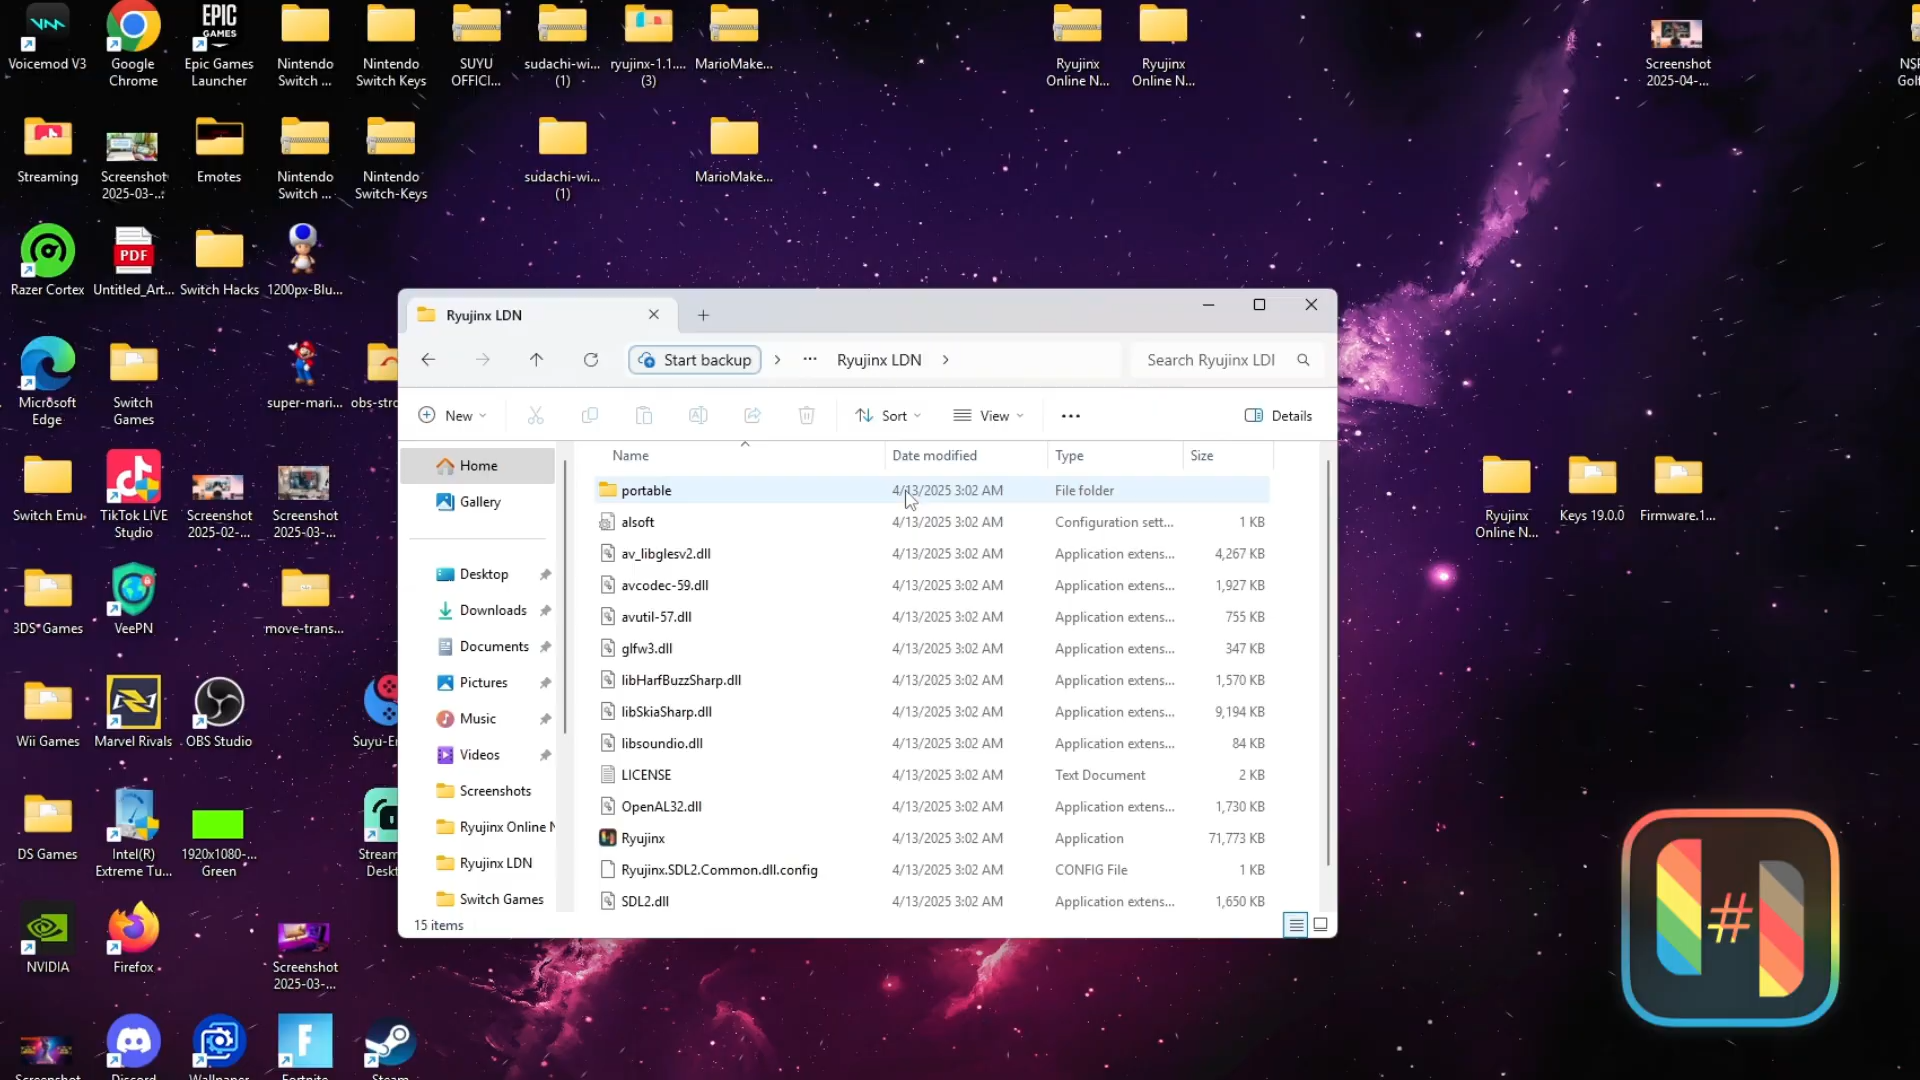 Voicemod V3
Google
Chrome
EPIC
GAMES
Epic Games
Launcher
Nintendo
Switch ...
Nintendo
Switch Keys
SUYU
OFFICI...
sudachi-wi...
(1)
ryujinx-1.1....
(3)
MarioMake...
Ryujinx
Online N...
Ryujinx
Online N...
Screenshot
2025-04-...
NSP
Golf
Streaming
Screenshot
2025-03-...
Emotes
Nintendo
Switch ...
Nintendo
Switch-Keys
sudachi-wi...
(1)
MarioMake...
Razer Cortex
PDF
Untitled_Art...
Switch Hacks
1200px-Blu...
Microsoft
Edge
Switch
Games
super-mari...
obs-stro
Switch Emu
TikTok LIVE
Studio
Screenshot
2025-02-...
Screenshot
2025-03-...
3DS Games
VeePN
move-trans...
Wii Games
Marvel Rivals
OBS Studio
Suyu-Em
DS Games
Intel(R)
Extreme Tu...
1920x1080-...
Green
Stream
Deskt
NVIDIA
Firefox
Screenshot
2025-03-...
Screenshot
Discord
Wallpaper
Fortnite
Steam
Ryujinx LDN
Start backup
Ryujinx LDN
Search Ryujinx LDI
New
Sort
View
Details
Home
Gallery
Desktop
Downloads
Documents
Pictures
Music
Videos
Screenshots
Ryujinx Online N
Ryujinx LDN
Switch Games
Name Date modified Type Size
portable 4/13/2025 3:02 AM File folder
alsoft 4/13/2025 3:02 AM Configuration sett... 1 KB
av_libglesv2.dll 4/13/2025 3:02 AM Application extens... 4,267 KB
avcodec-59.dll 4/13/2025 3:02 AM Application extens... 1,927 KB
avutil-57.dll 4/13/2025 3:02 AM Application extens... 755 KB
glfw3.dll 4/13/2025 3:02 AM Application extens... 347 KB
libHarfBuzzSharp.dll 4/13/2025 3:02 AM Application extens... 1,570 KB
libSkiaSharp.dll 4/13/2025 3:02 AM Application extens... 9,194 KB
libsoundio.dll 4/13/2025 3:02 AM Application extens... 84 KB
LICENSE 4/13/2025 3:02 AM Text Document 2 KB
OpenAL32.dll 4/13/2025 3:02 AM Application extens... 1,730 KB
Ryujinx 4/13/2025 3:02 AM Application 71,773 KB
Ryujinx.SDL2.Common.dll.config 4/13/2025 3:02 AM CONFIG File 1 KB
SDL2.dll 4/13/2025 3:02 AM Application extens... 1,650 KB
15 items
Ryujinx
Online N...
Keys 19.0.0
Firmware.1...
#